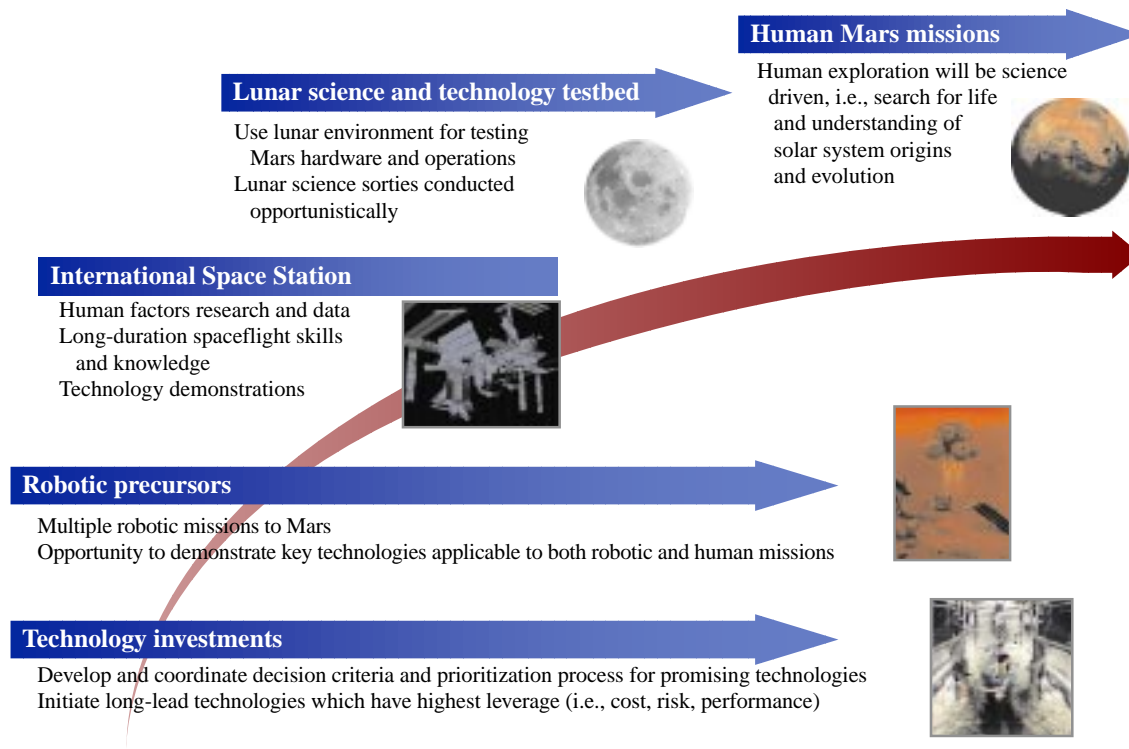 Human Mars missions
Human exploration will be science
driven, i.e., search for life
and understanding of
solar system origins
and evolution
Lunar science and technology testbed
Use lunar environment for testing
Mars hardware and operations
Lunar science sorties conducted
opportunistically
International Space Station
Human factors research and data
Long-duration spaceflight skills
and knowledge
Technology demonstrations
Robotic precursors
Multiple robotic missions to Mars
Opportunity to demonstrate key technologies applicable to both robotic and human missions
Technology investments
Develop and coordinate decision criteria and prioritization process for promising technologies
Initiate long-lead technologies which have highest leverage (i.e., cost, risk, performance)